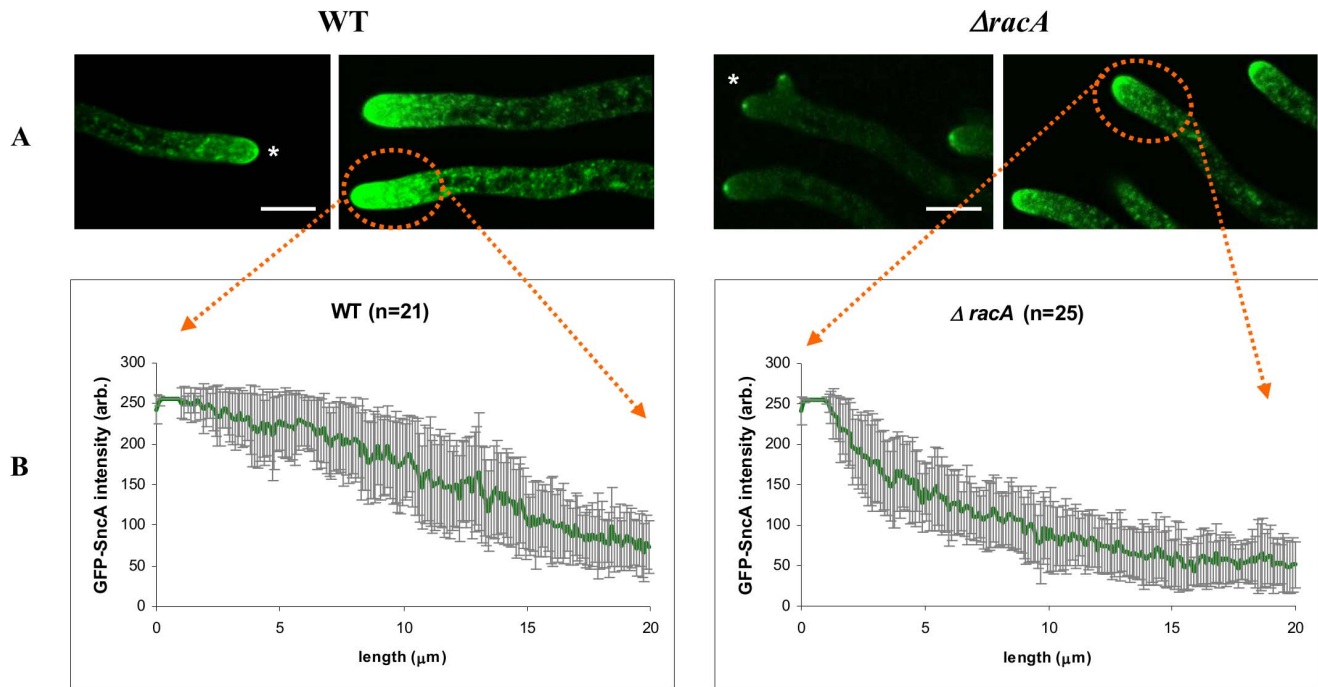 WT
ΔracA
A
*
*
B
WT (n=21)
GFP-SncA intensity (arb.)
300
250
200
150
100
50
0
0 5 10 15 20
length (μm)
Δ racA (n=25)
GFP-SncA intensity (arb.)
300
250
200
150
100
50
0
0 5 10 15 20
length (μm)